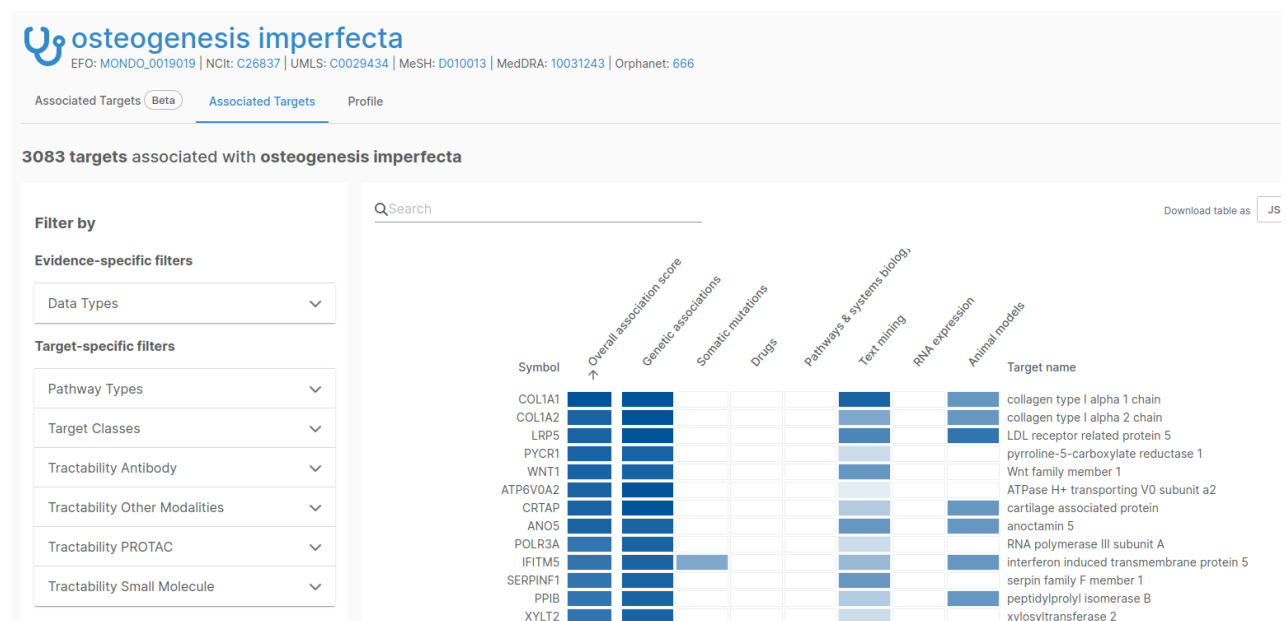 osteogenesis imperfecta
EFO: MONDO_0019019 | NCIt: C26837 | UMLS: C0029434 | MeSH: D010013 | MedDRA: 10031243 | Orphanet: 666
Associated Targets Beta Associated Targets Profile
3083 targets associated with osteogenesis imperfecta
Search
Download table as JS
Filter by
Evidence-specific filters
Data Types
Target-specific filters
Pathway Types
Target Classes
Tractability Antibody
Tractability Other Modalities
Tractability PROTAC
Tractability Small Molecule
Symbol
Overall association score
Genetic associations
Somatic mutations
Drugs
Pathways & systems biology
Text mining
RNA expression
Animal models
Target name
COL1A1 collagen type I alpha 1 chain
COL1A2 collagen type I alpha 2 chain
LRP5 LDL receptor related protein 5
PYCR1 pyrroline-5-carboxylate reductase 1
WNT1 Wnt family member 1
ATP6V0A2 ATPase H+ transporting V0 subunit a2
CRTAP cartilage associated protein
ANO5 anoctamin 5
POLR3A RNA polymerase III subunit A
IFITM5 interferon induced transmembrane protein 5
SERPINF1 serpin family F member 1
PPIB peptidylprolyl isomerase B
XYLT2 xylosyltransferase 2